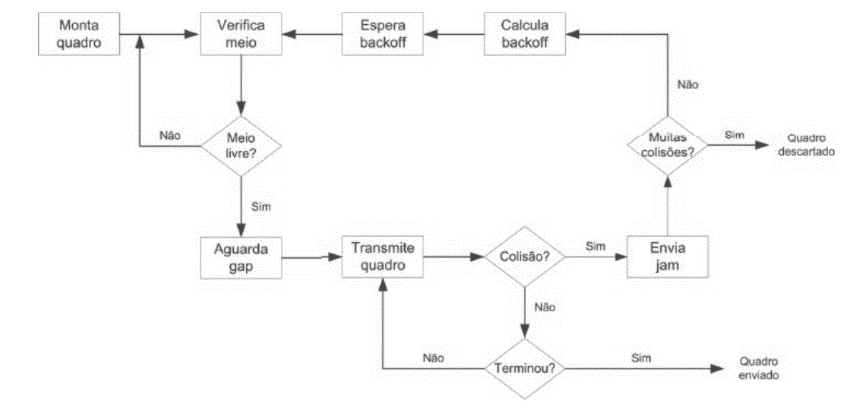 Monta
quadro
Verifica
meio
Espera
backoff
Calcula
backoff
Não
Não
Meio
livre?
Muitas
colisões?
Sim
Quadro
descartado
Sim
Aguarda
gap
Transmite
quadro
Colisão?
Sim
Envia
jam
Não
Não
Terminou?
Sim
Quadro
enviado